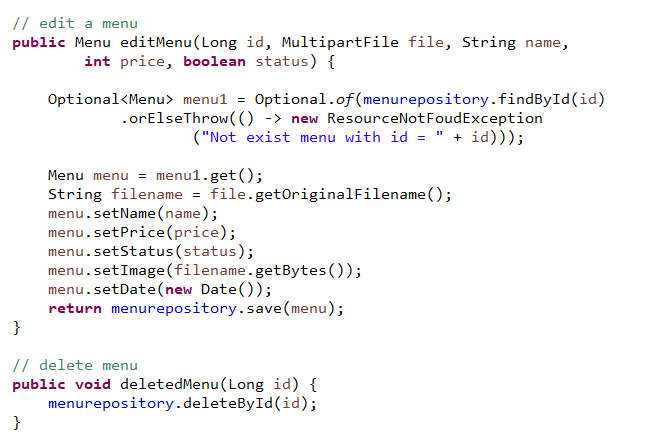 // edit a menu
public Menu editMenu(Long id, MultipartFile file, String name,
int price, boolean status) {
Optional<Menu> menu1 = Optional.of(menurepository.findById(id)
.orElseThrow(() -> new ResourceNotFoudException
("Not exist menu with id = " + id)));
Menu menu = menu1.get();
String filename = file.getOriginalFilename();
menu.setName(name);
menu.setPrice(price);
menu.setStatus(status);
menu.setImage(filename.getBytes());
menu.setDate(new Date());
return menurepository.save(menu);
}
// delete menu
public void deletedMenu(Long id) {
menurepository.deleteById(id);
}